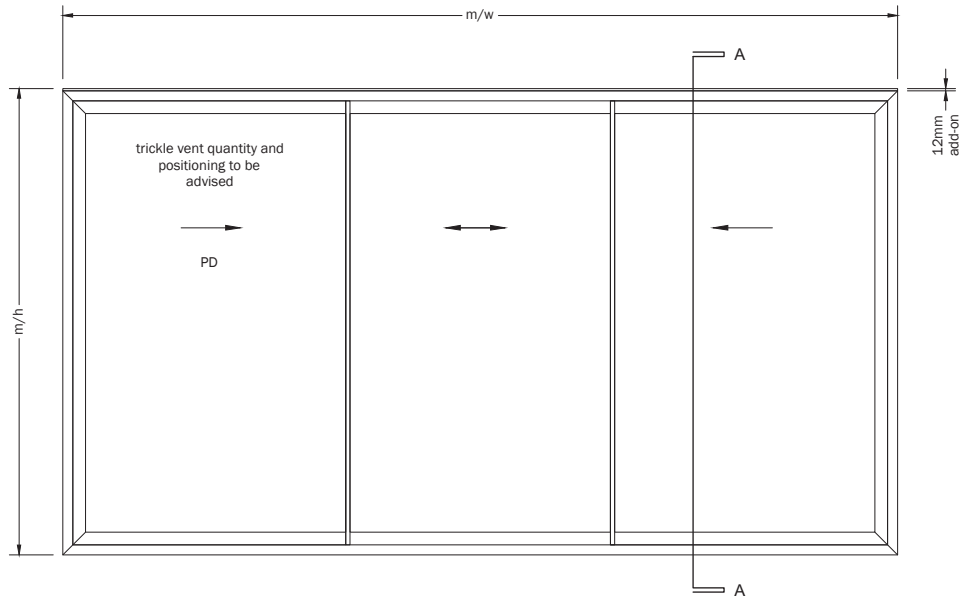 m/w
A
12mm
add-on
trickle vent quantity and
positioning to be
advised
PD
m/h
A